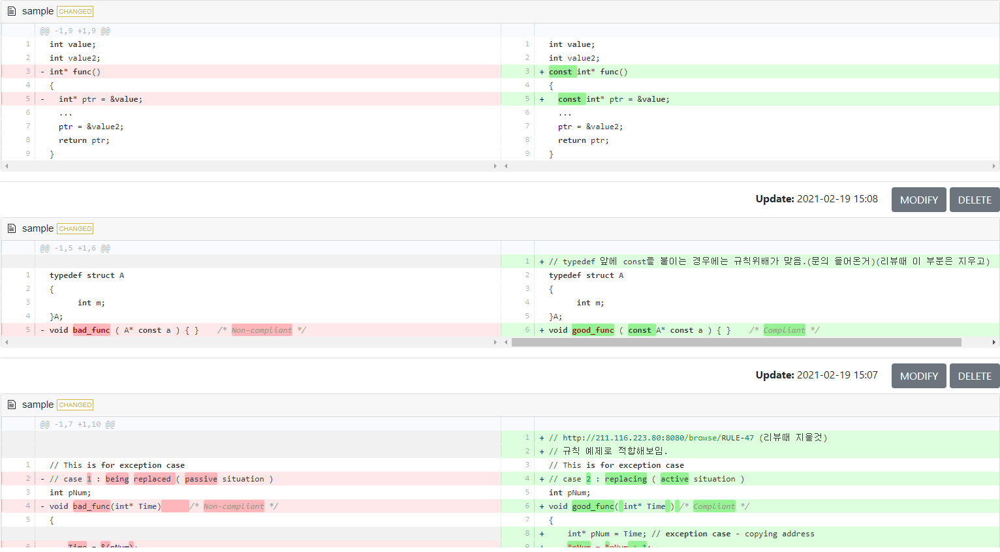 sample CHANGED
@@ -1,9 +1,9 @@
1 int value;
2 int value2;
3 - int* func()
4 {
5 - int* ptr = &value;
6 ...
7 ptr = &value2;
8 return ptr;
9 }
1 int value;
2 int value2;
3 + const int* func()
4 {
5 + const int* ptr = &value;
6 ...
7 ptr = &value2;
8 return ptr;
9 }
Update: 2021-02-19 15:08 MODIFY DELETE
sample CHANGED
@@ -1,5 +1,6 @@
1 typedef struct A
2 {
3 int m;
4 }A;
5 - void bad_func ( A* const a ) { } /* Non-compliant */
1 + // typedef 앞에 const를 붙이는 경우에는 규칙위배가 맞음.(문의 들어온거)(리뷰때 이 부분은 지우고)
2 typedef struct A
3 {
4 int m;
5 }A;
6 + void good_func ( const A* const a ) { } /* Compliant */
Update: 2021-02-19 15:07 MODIFY DELETE
sample CHANGED
@@ -1,7 +1,10 @@
1 // This is for exception case
2 - // case 1 : being replaced ( passive situation )
3 int pNum;
4 - void bad_func(int* Time) /* Non-compliant */
5 {
6 - Time = &(pNum);
1 + // http://211.116.223.80:8080/browse/RULE-47 (리뷰때 지울것)
2 + // 규칙 예제로 적합해보임.
3 // This is for exception case
4 + // case 2 : replacing ( active situation )
5 int pNum;
6 + void good_func( int* Time ) /* Compliant */
7 {
8 + int* pNum = Time; // exception case - copying address
9 + *pNum = *pNum + 1;